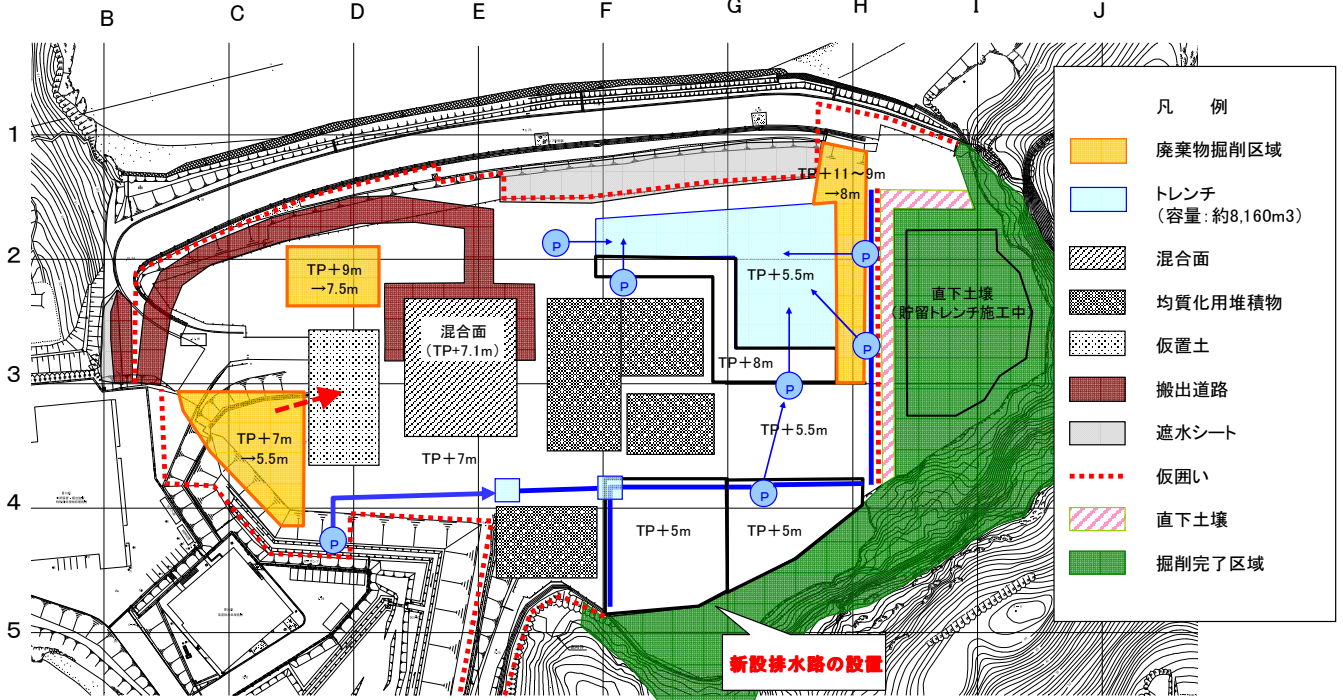 B C D E F G H I J
1
2
3
4
5
TP+11~9m
→8m
TP+9m
→7.5m
TP+5.5m
直下土壌
(貯留トレンチ施工中)
混合面
(TP+7.1m)
TP+8m
TP+7m
→5.5m
TP+5.5m
TP+7m
TP+5m
TP+5m
P
P
P
P
P
P
P
新設排水路の設置
凡 例
廃棄物掘削区域
トレンチ
(容量:約8,160m3)
混合面
均質化用堆積物
仮置土
搬出道路
遮水シート
仮囲い
直下土壌
掘削完了区域